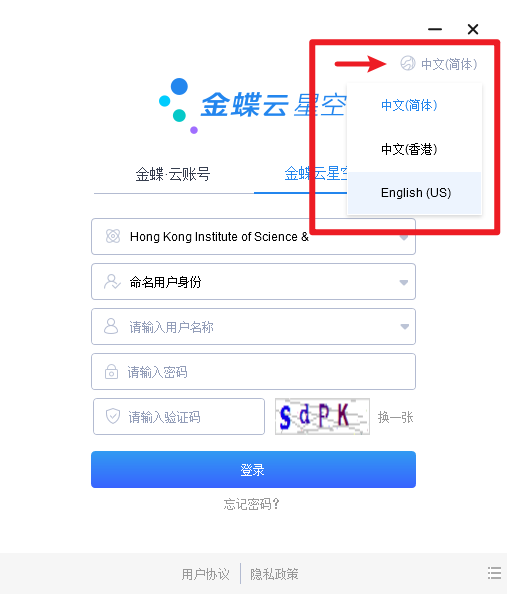 中文(简体)
金蝶云 星空
中文(简体)
中文(香港)
English (US)
金蝶·云账号
金蝶云星空
Hong Kong Institute of Science &
命名用户身份
请输入用户名称
请输入密码
请输入验证码
SdPK
换一张
登录
忘记密码?
用户协议
隐私政策